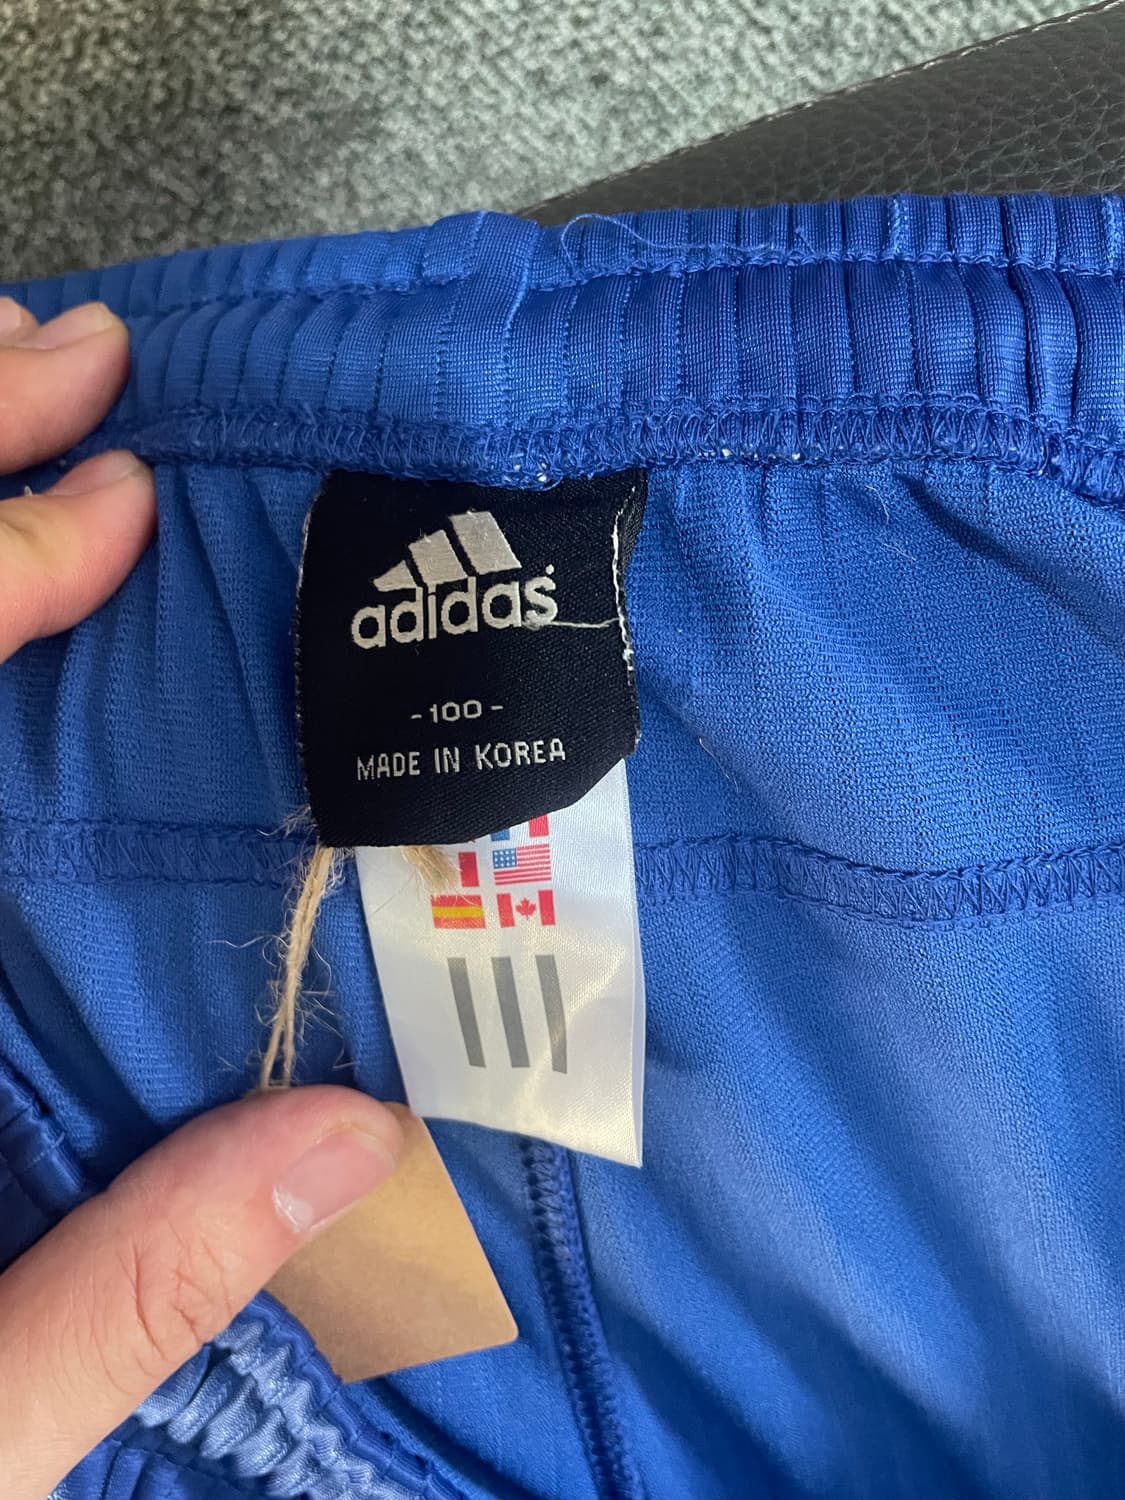 adidas
-100-
MADE IN KOREA